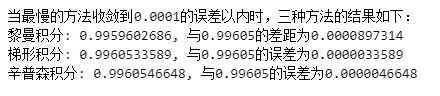 当最慢的方法收敛到0.0001的误差以内时，三种方法的结果如下：
黎曼积分: 0.9959602686, 与0.99605的差距为0.0000897314
梯形积分: 0.9960533589, 与0.99605的误差为0.0000033589
辛普森积分: 0.9960546648, 与0.99605的误差为0.0000046648